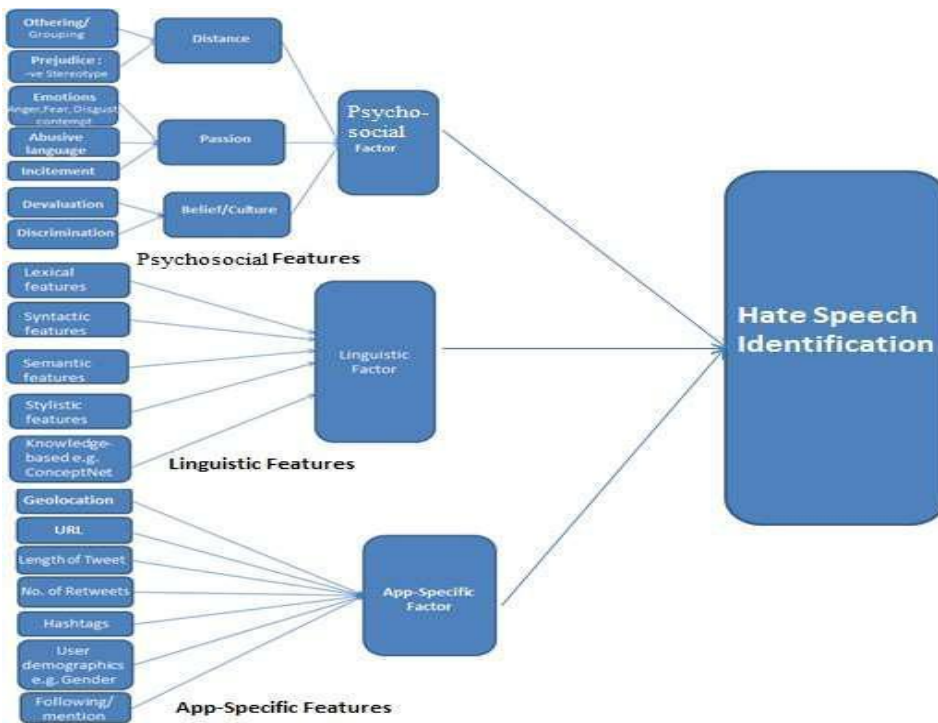 Othering/
Grouping
Prejudice :
-ve Stereotype
Distance
Emotions
Anger,Fear, Disgust
contempt
Abusive
language
Incitement
Passion
Devaluation
Discrimination
Belief/Culture
Psycho-
social
Factor
Psychosocial Features
Lexical
features
Syntactic
features
Semantic
features
Stylistic
features
Knowledge-
based e.g.
ConceptNet
Linguistic
Factor
Linguistic Features
Geolocation
URL
Length of Tweet
No. of Retweets
Hashtags
User
demographics
e.g. Gender
Following/
mention
App-Specific
Factor
App-Specific Features
Hate Speech
Identification